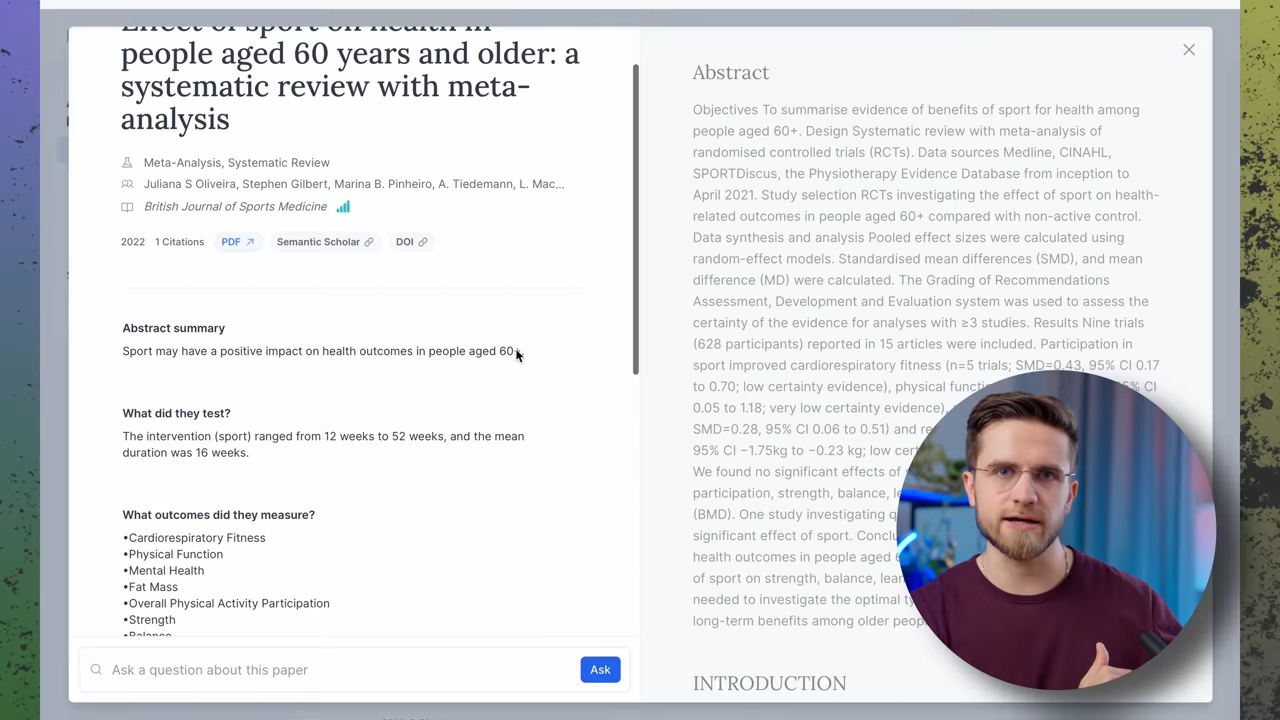 Effect of sport on health in
people aged 60 years and older: a
systematic review with meta-
analysis
Meta-Analysis, Systematic Review
Juliana S Oliveira, Stephen Gilbert, Marina B. Pinheiro, A. Tiedemann, L. Mac...
British Journal of Sports Medicine
2022 1 Citations PDF Semantic Scholar DOI
Abstract summary
Sport may have a positive impact on health outcomes in people aged 60+.
What did they test?
The intervention (sport) ranged from 12 weeks to 52 weeks, and the mean
duration was 16 weeks.
What outcomes did they measure?
•Cardiorespiratory Fitness
•Physical Function
•Mental Health
•Fat Mass
•Overall Physical Activity Participation
•Strength
•Balance
Ask a question about this paper
Ask
Abstract
Objectives To summarise evidence of benefits of sport for health among
people aged 60+. Design Systematic review with meta-analysis of
randomised controlled trials (RCTs). Data sources Medline, CINAHL,
SPORTDiscus, the Physiotherapy Evidence Database from inception to
April 2021. Study selection RCTs investigating the effect of sport on health-
related outcomes in people aged 60+ compared with non-active control.
Data synthesis and analysis Pooled effect sizes were calculated using
random-effect models. Standardised mean differences (SMD), and mean
difference (MD) were calculated. The Grading of Recommendations
Assessment, Development and Evaluation system was used to assess the
certainty of the evidence for analyses with ≥3 studies. Results Nine trials
(628 participants) reported in 15 articles were included. Participation in
sport improved cardiorespiratory fitness (n=5 trials; SMD=0.43, 95% CI 0.17
to 0.70; low certainty evidence), physical CI
0.05 to 1.18; very low certainty evidence),
SMD=0.28, 95% CI 0.06 to 0.51) and
95% CI −1.75kg to −0.23 kg; low
We found no significant effects of
participation, strength, balance,
(BMD). One study investigating
significant effect of sport.
health outcomes in people aged
of sport on strength, balance,
needed to investigate the optimal
long-term benefits among older
INTRODUCTION